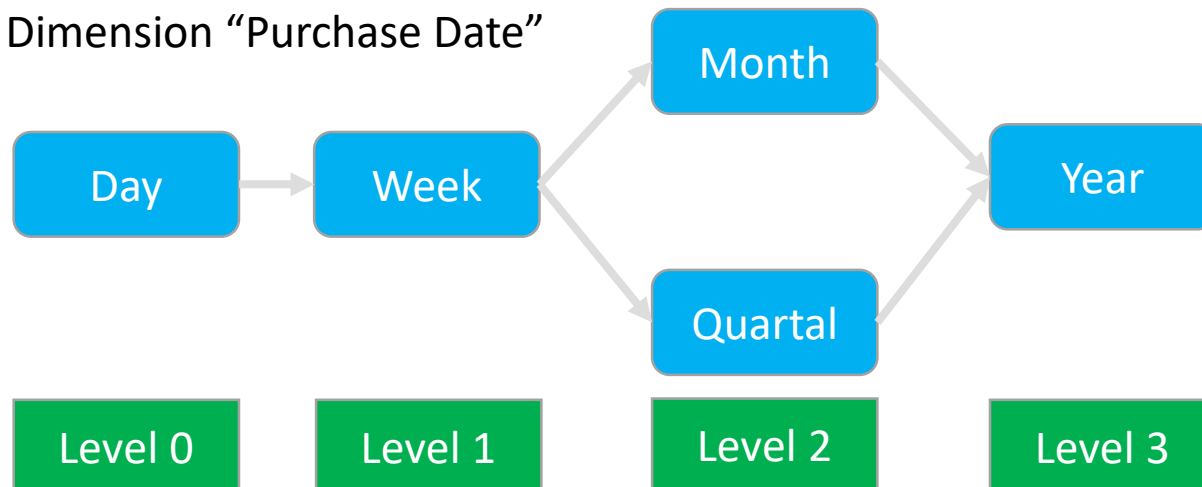 Dimension “Purchase Date”
Month
Day
Week
Year
Quartal
Level 0
Level 1
Level 2
Level 3